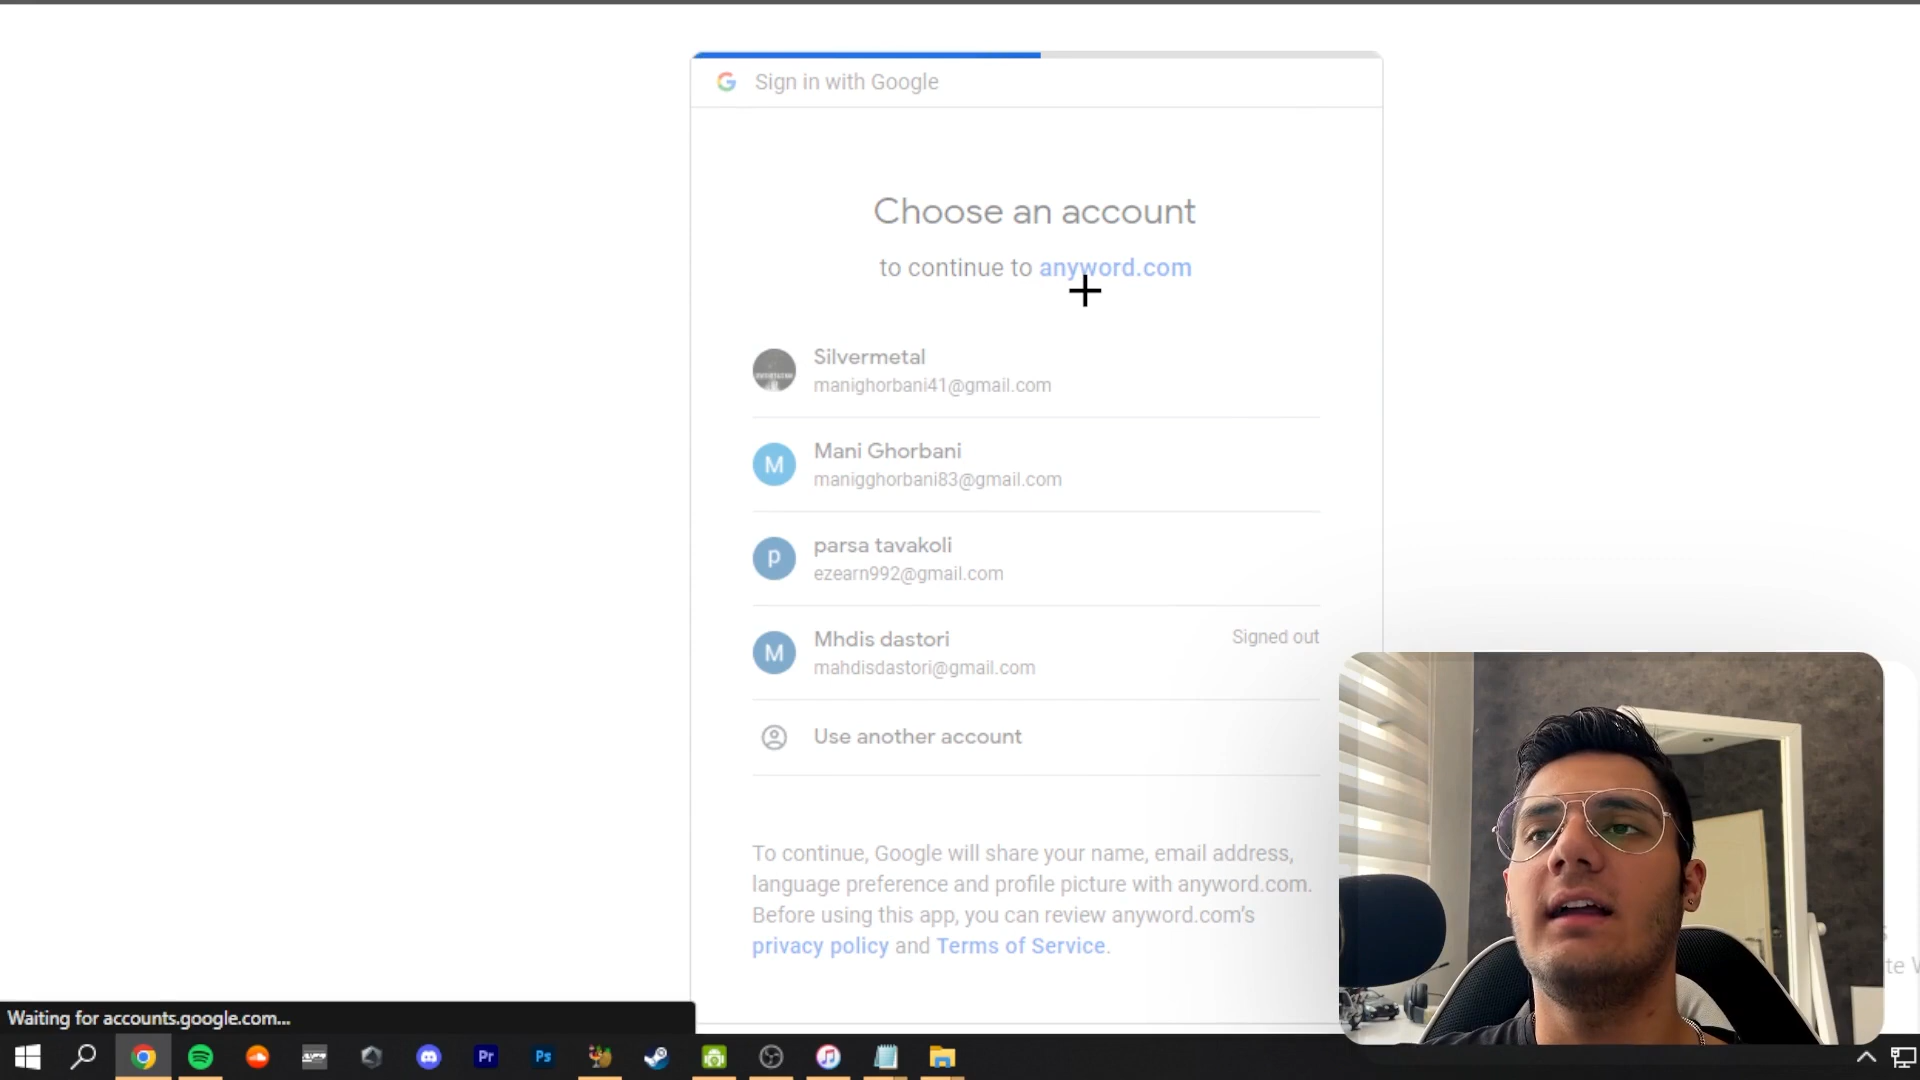 Sign in with Google
Choose an account
to continue to anyword.com
Silvermetal
manighorbani41@gmail.com
M
Mani Ghorbani
manigghorbani83@gmail.com
p
parsa tavakoli
ezearn992@gmail.com
M
Mhdis dastori
mahdisdastori@gmail.com
Signed out
Use another account
To continue, Google will share your name, email address,
language preference and profile picture with anyword.com.
Before using this app, you can review anyword.com's
privacy policy and Terms of Service.
Waiting for accounts.google.com...
Pr
Ps